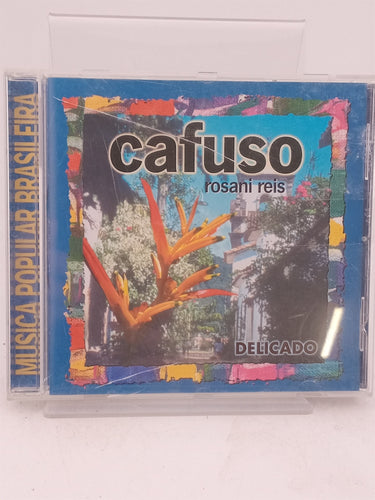 MUSICA POPULAR BRASILEIRA
cafuso
rosani reis
DELICADO